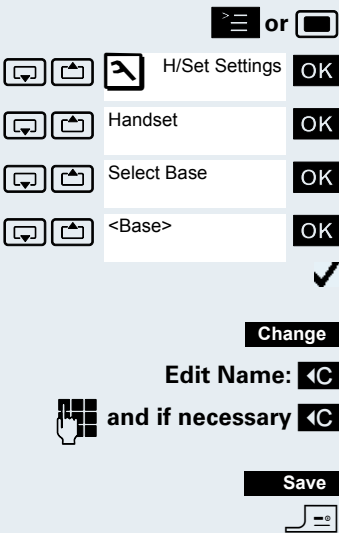 or
H/Set Settings OK
Handset OK
Select Base OK
<Base> OK
Change
Edit Name: C
and if necessary C
Save